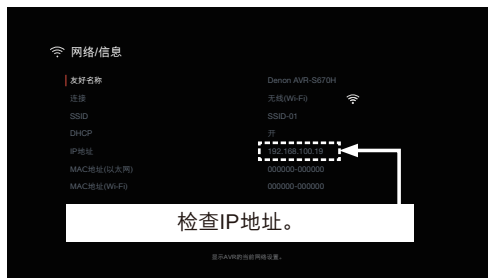 网络/信息
友好名称 Denon AVR-S670H
连接 无线(Wi-Fi)
SSID SSID-01
DHCP 开
IP地址 192.168.100.19
MAC地址(以太网) 000000-000000
MAC地址(Wi-Fi) 000000-000000
检查IP地址。
显示AVR的当前网络设置。